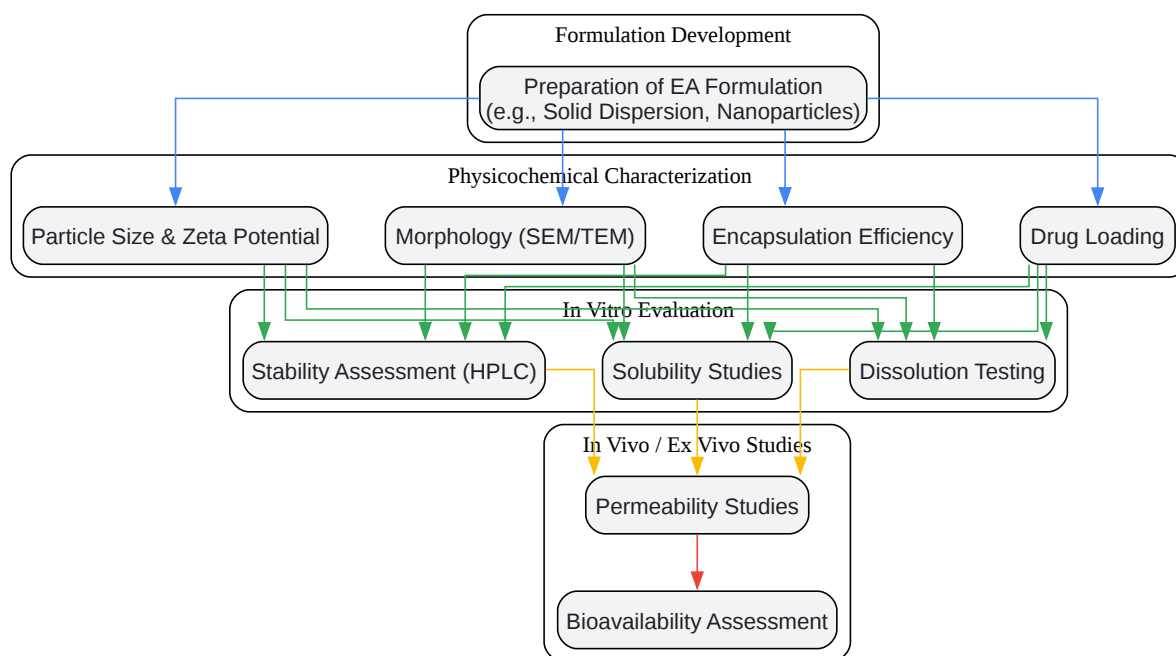 Formulation Development
Preparation of EA Formulation
(e.g., Solid Dispersion, Nanoparticles)
Physicochemical Characterization
Particle Size & Zeta Potential
Morphology (SEM/TEM)
Encapsulation Efficiency
Drug Loading
In Vitro Evaluation
Stability Assessment (HPLC)
Solubility Studies
Dissolution Testing
In Vivo / Ex Vivo Studies
Permeability Studies
Bioavailability Assessment